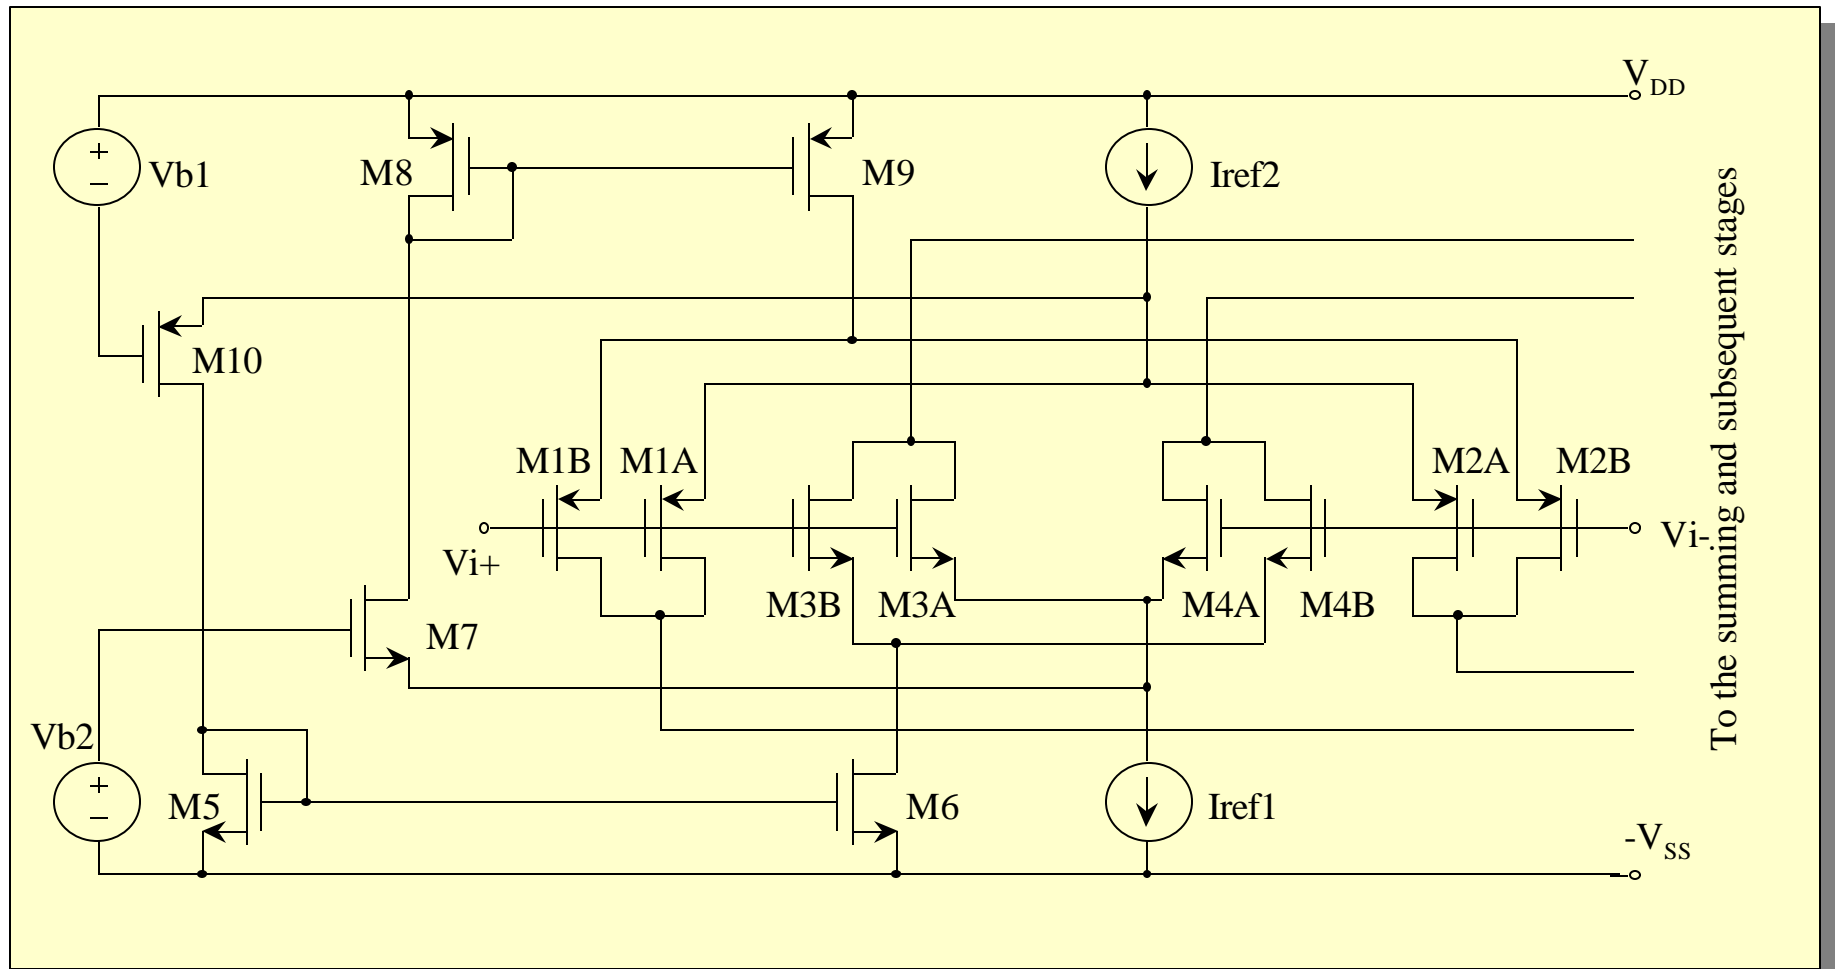 V DD
+
Vb1
−
M8
M9
Iref2
M10
M1B
M1A
M2A
M2B
Vi+
Vi-.
M3B
M3A
M4A
M4B
M7
Vb2
+
−
M5
M6
Iref1
-VSS
To the summing and subsequent stages